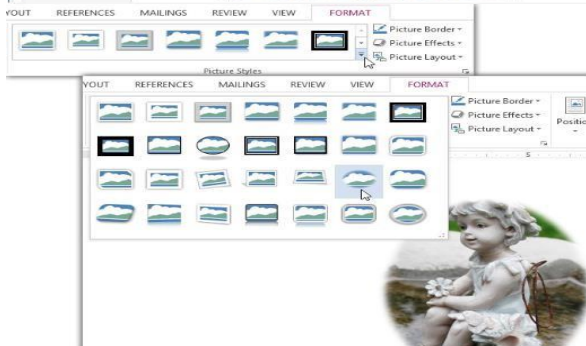 YOUT REFERENCES MAILINGS REVIEW VIEW FORMAT
Picture Border
Picture Effects
Picture Layout
Picture Styles
YOUT REFERENCES MAILINGS REVIEW VIEW FORMAT
Picture Border
Picture Effects
Picture Layout
Positio
5